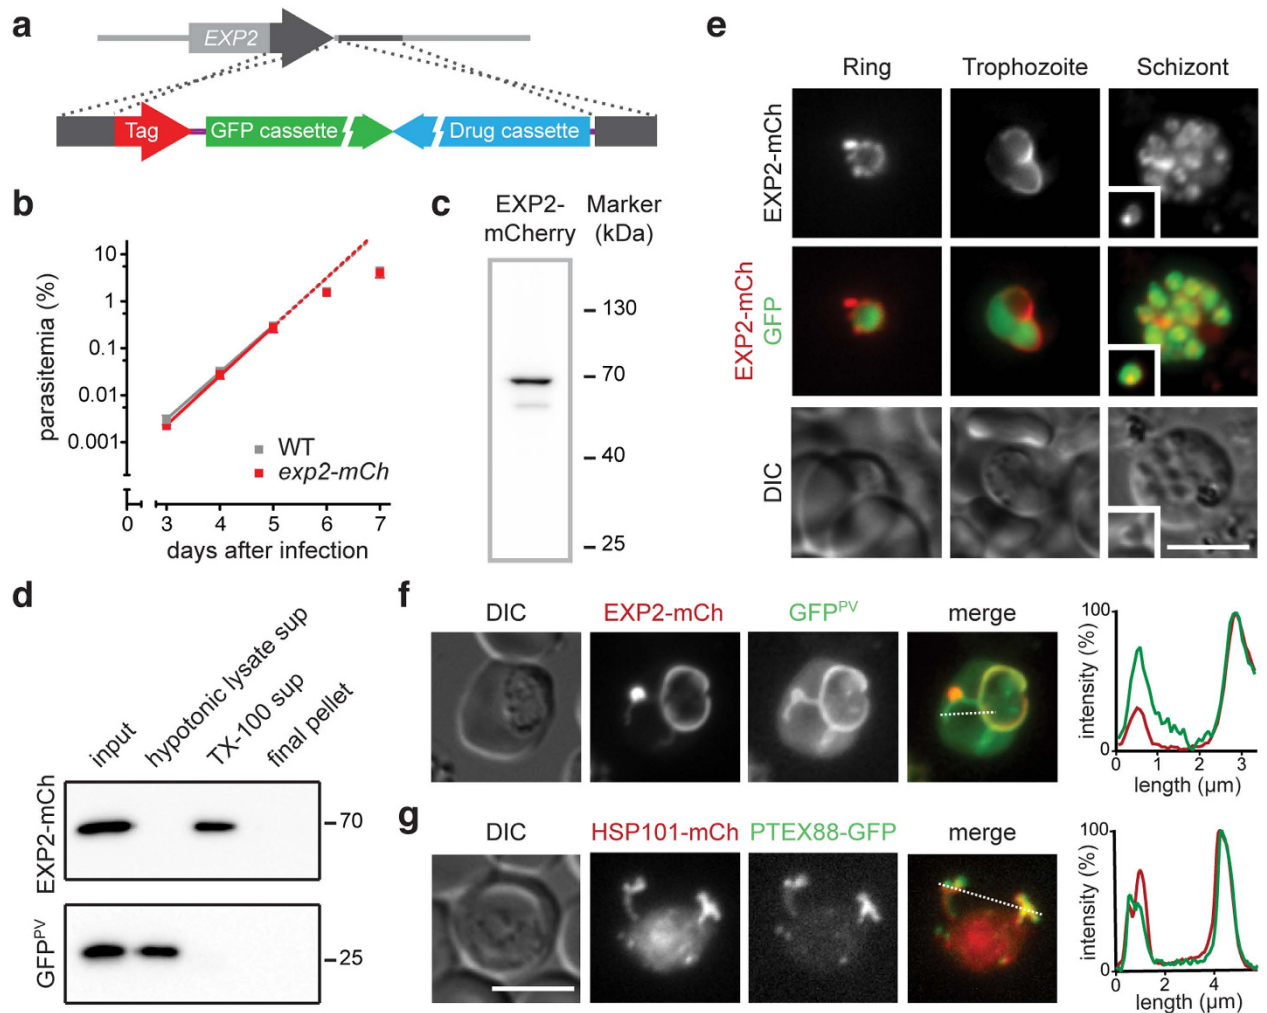 a
EXP2
Tag
GFP cassette
Drug cassette
b
parasitemia (%)
10
1
0.1
0.01
0.001
WT
exp2-mCh
0 3 4 5 6 7
days after infection
c
EXP2-
mCherry
Marker
(kDa)
130
70
40
25
d
input
hypotonic lysate sup
TX-100 sup
final pellet
EXP2-mCh
70
GFPPV
25
e
Ring Trophozoite Schizont
EXP2-mCh
EXP2-mCh
GFP
DIC
f
DIC EXP2-mCh GFPPV merge
intensity (%)
100
0
0 1 2 3
length (μm)
g
DIC HSP101-mCh PTEX88-GFP merge
intensity (%)
100
0
0 2 4
length (μm)